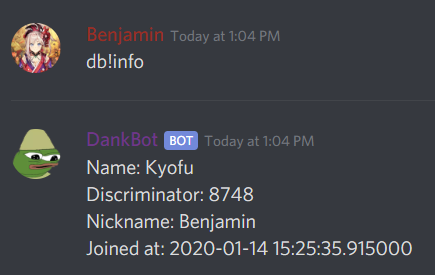 Benjamin Today at 1:04 PM
db!info
DankBot BOT Today at 1:04 PM
Name: Kyofu
Discriminator: 8748
Nickname: Benjamin
Joined at: 2020-01-14 15:25:35.915000